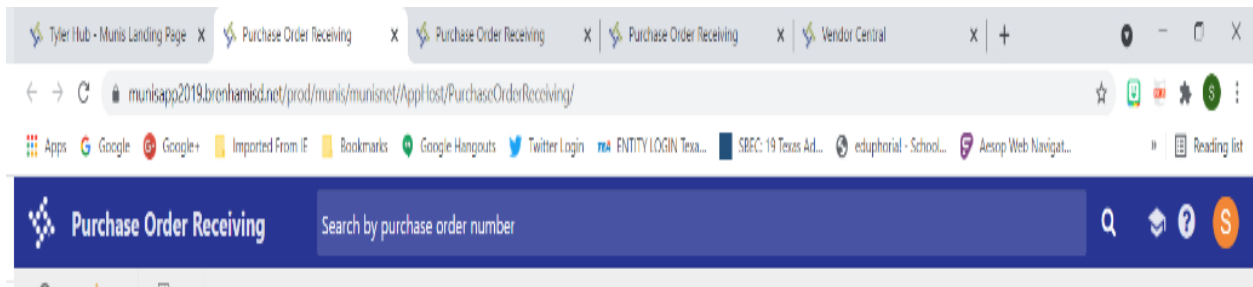 Tyler Hub - Munis Landing Page Purchase Order Receiving Purchase Order Receiving Purchase Order Receiving Vendor Central
munisapp2019.brenhamisd.net/prod/munis/munisnet/AppHost/PurchaseOrderReceiving/ S
Apps Google Google+ Imported From IE Bookmarks Google Hangouts Twitter Login TEA ENTITY LOGIN Texa... SBEC: 19 Texas Ad... eduphoria! - School... Aesop Web Navigat... » Reading list
Purchase Order Receiving Search by purchase order number ? S